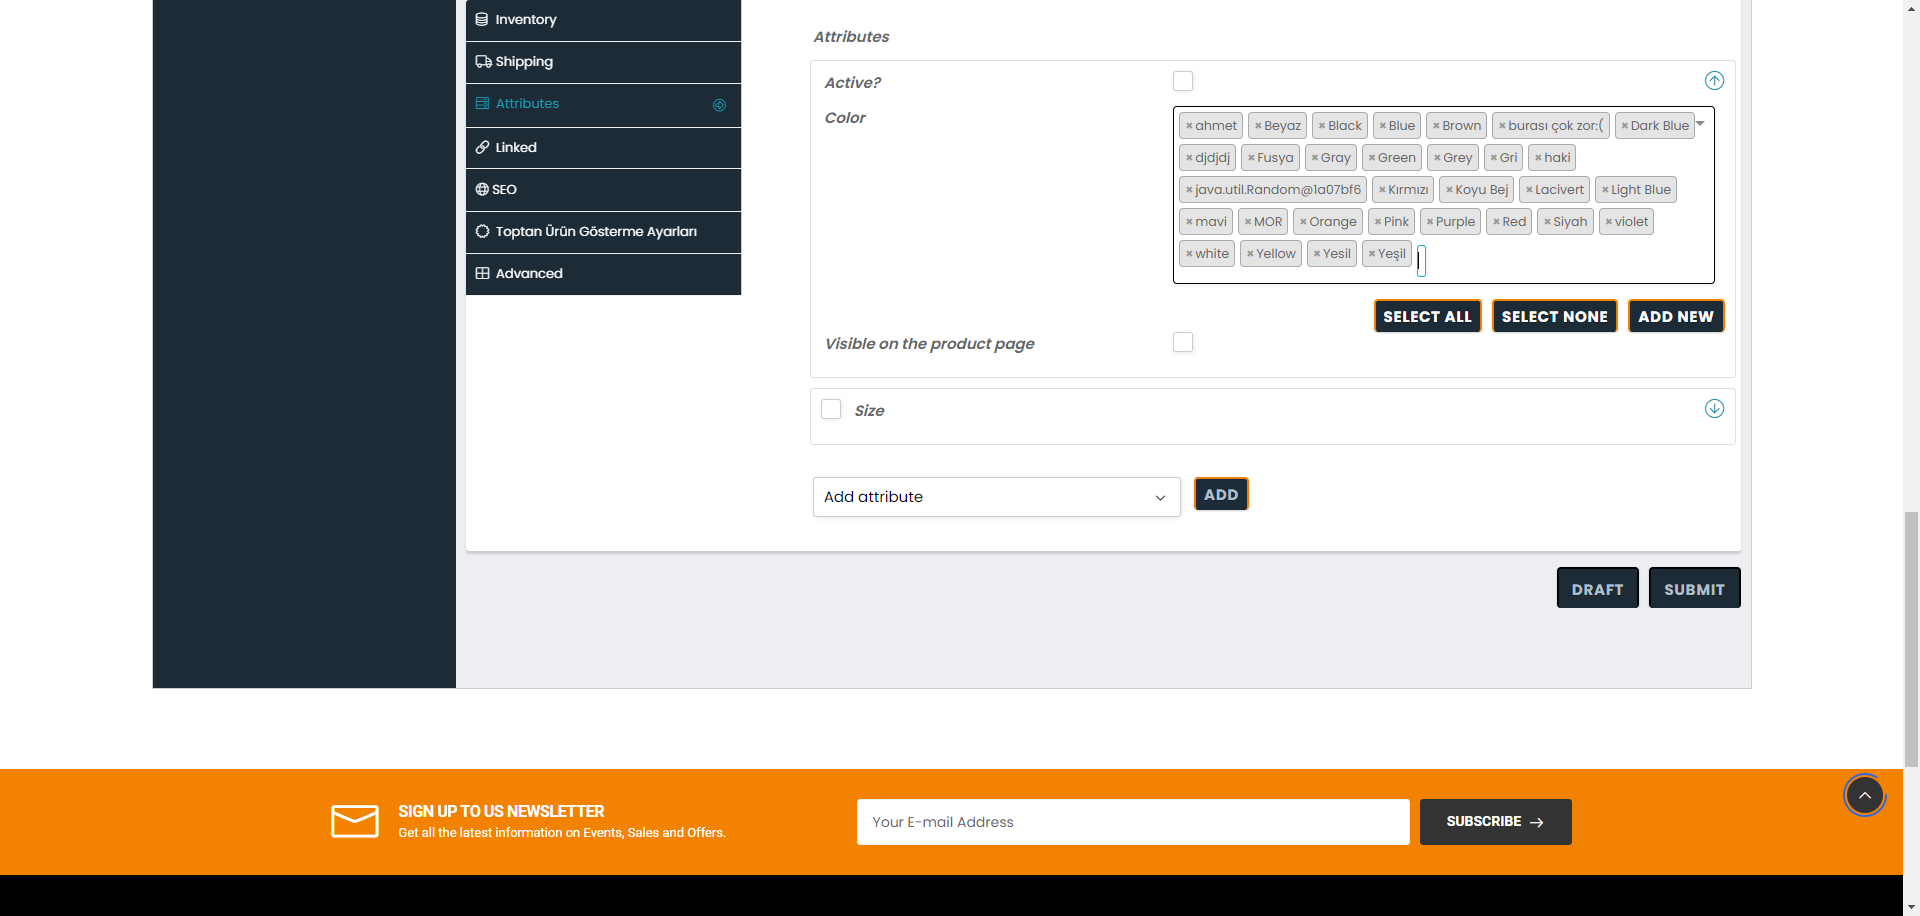 Inventory
Shipping
Attributes
Linked
SEO
Toptan Ürün Gösterme Ayarları
Advanced
Attributes
Active?
Color
×ahmet ×Beyaz ×Black ×Blue ×Brown ×burası çok zor:( ×Dark Blue
×djdjdj ×Fusya ×Gray ×Green ×Grey ×Gri ×haki
×java.util.Random@1a07bf6 ×Kırmızı ×Koyu Bej ×Lacivert ×Light Blue
×mavi ×MOR ×Orange ×Pink ×Purple ×Red ×Siyah ×violet
×white ×Yellow ×Yesil ×Yeşil
SELECT ALL SELECT NONE ADD NEW
Visible on the product page
Size
Add attribute ADD
DRAFT SUBMIT
SIGN UP TO US NEWSLETTER
Get all the latest information on Events, Sales and Offers.
Your E-mail Address
SUBSCRIBE